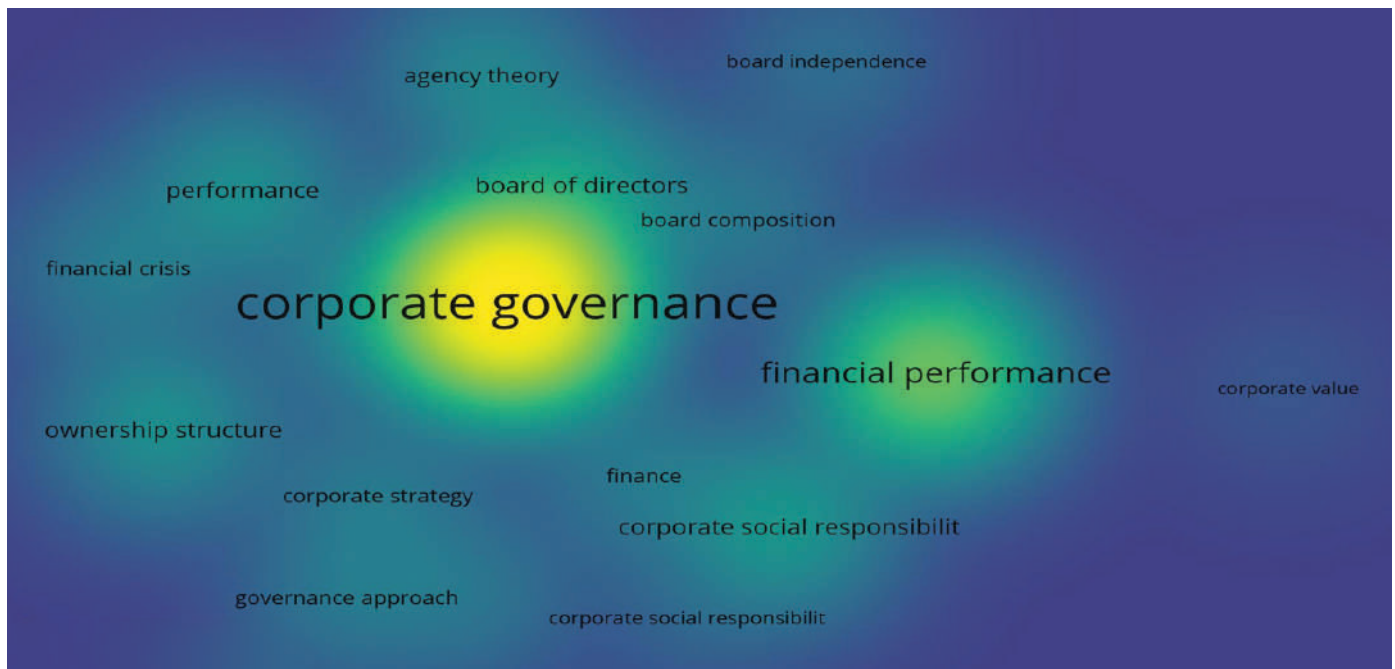 board independence
agency theory
board of directors
performance
board composition
financial crisis
corporate governance
financial performance
corporate value
ownership structure
finance
corporate strategy
corporate social responsibilit
governance approach
corporate social responsibilit